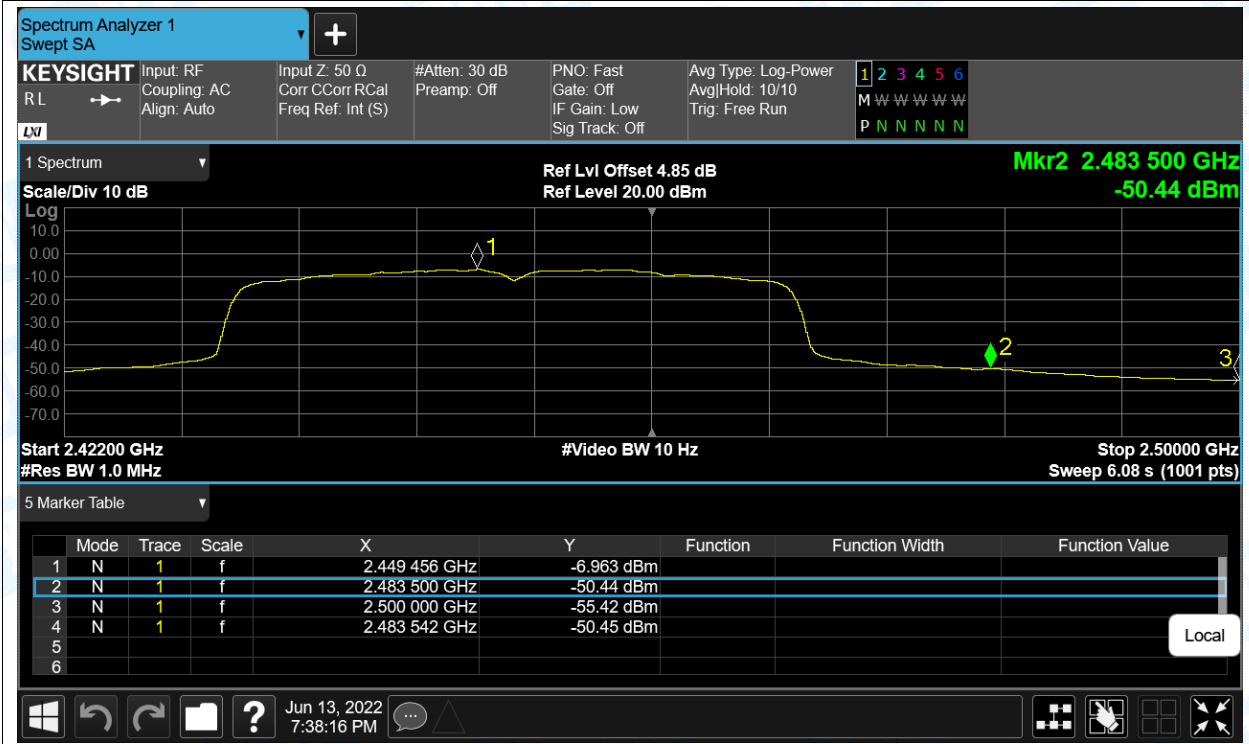 Spectrum Analyzer 1
Swept SA
+
KEYSIGHT Input: RF Input Z: 50 Ω #Atten: 30 dB PNO: Fast Avg Type: Log-Power 1 2 3 4 5 6
R L Coupling: AC Corr CCorr RCal Preamp: Off Gate: Off Avg|Hold: 10/10 M W W W W W
Align: Auto Freq Ref: Int (S) IF Gain: Low Trig: Free Run
LXI Sig Track: Off P N N N N N
1 Spectrum Ref Lvl Offset 4.85 dB Mkr2 2.483 500 GHz
Scale/Div 10 dB Ref Level 20.00 dBm -50.44 dBm
Log
10.0
0.00 1
-10.0
-20.0
-30.0
-40.0 2
-50.0 3
-60.0
-70.0
Start 2.42200 GHz #Video BW 10 Hz Stop 2.50000 GHz
#Res BW 1.0 MHz Sweep 6.08 s (1001 pts)
5 Marker Table
Mode Trace Scale X Y Function Function Width Function Value
1 N 1 f 2.449 456 GHz -6.963 dBm
2 N 1 f 2.483 500 GHz -50.44 dBm
3 N 1 f 2.500 000 GHz -55.42 dBm
4 N 1 f 2.483 542 GHz -50.45 dBm
5
6
Local
? Jun 13, 2022
7:38:16 PM